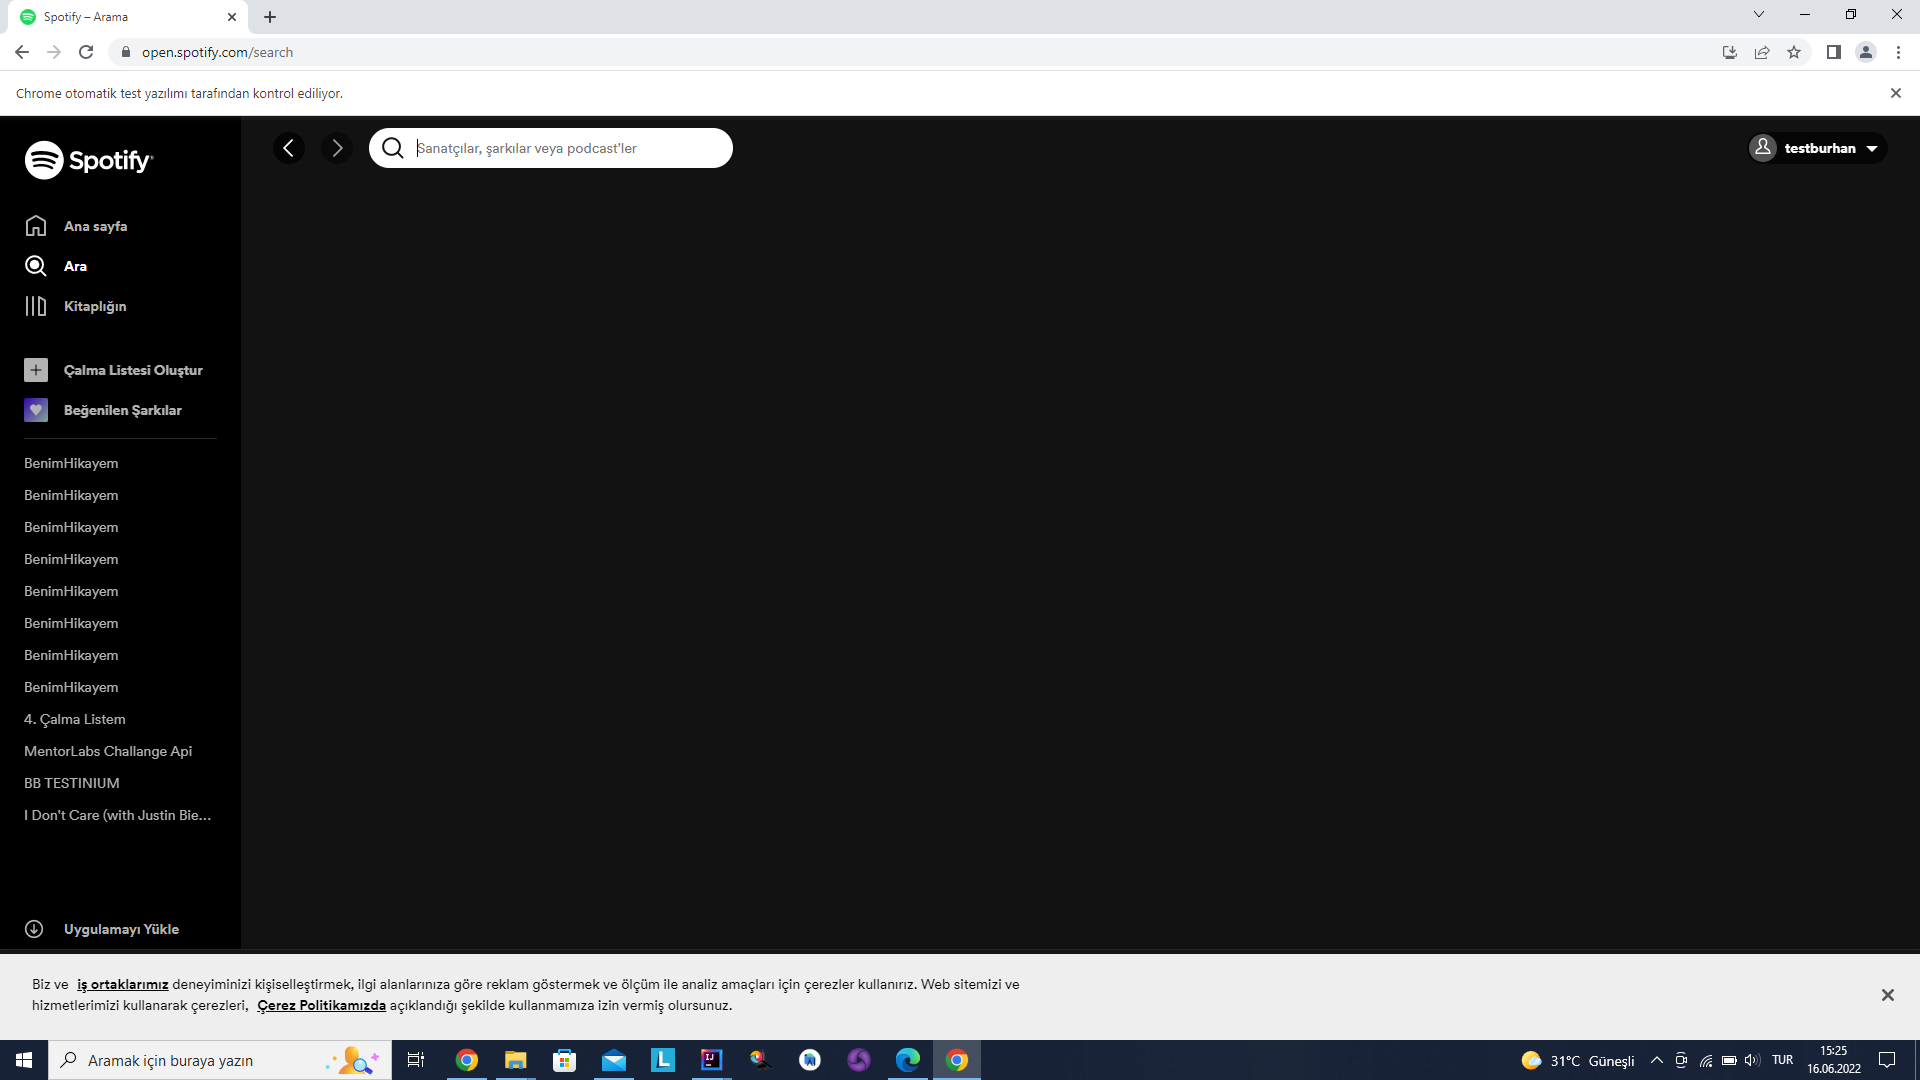 Spotify – Arama
open.spotify.com/search
Chrome otomatik test yazılımı tarafından kontrol ediliyor.
Spotify
Sanatçılar, şarkılar veya podcast'ler
testburhan
Ana sayfa
Ara
Kitaplığın
Çalma Listesi Oluştur
Beğenilen Şarkılar
BenimHikayem
BenimHikayem
BenimHikayem
BenimHikayem
BenimHikayem
BenimHikayem
BenimHikayem
BenimHikayem
4. Çalma Listem
MentorLabs Challange Api
BB TESTINIUM
I Don't Care (with Justin Bie...
Uygulamayı Yükle
Biz ve iş ortaklarımız deneyiminizi kişiselleştirmek, ilgi alanlarınıza göre reklam göstermek ve ölçüm ile analiz amaçları için çerezler kullanırız. Web sitemizi ve
hizmetlerimizi kullanarak çerezleri, Çerez Politikamızda açıklandığı şekilde kullanmamıza izin vermiş olursunuz.
Aramak için buraya yazın
L
IJ
31°C Güneşli
TUR
15:25
16.06.2022